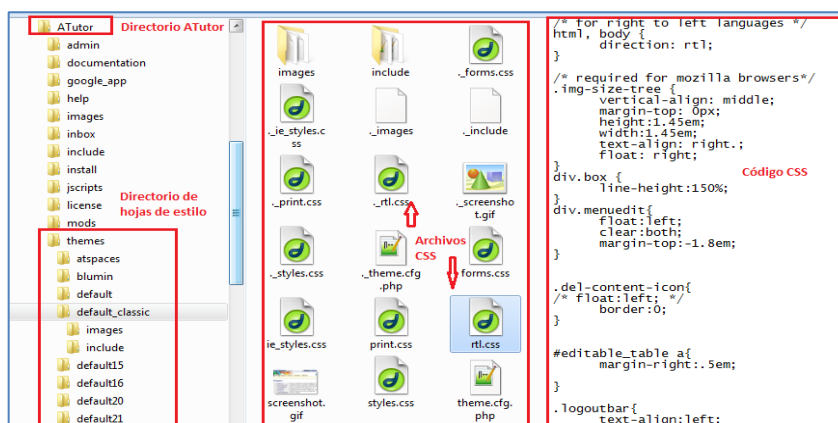 ATutor
Directorio ATutor
admin
documentation
google_app
help
images
inbox
include
install
jscripts
license
mods
Directorio de
hojas de estilo
themes
atspaces
blumin
default
default_classic
images
include
default15
default16
default20
default21
images
include
._forms.css
._ie_styles.c
ss
._images
._include
._print.css
._rtl.css
._screensho
t.gif
Archivos
CSS
._styles.css
._theme.cfg
.php
forms.css
ie_styles.css
print.css
rtl.css
screenshot.
gif
styles.css
theme.cfg.
php
/* for right to left languages */
html, body {
direction: rtl;
}
/* required for mozilla browsers*/
.img-size-tree {
vertical-align: middle;
margin-top: 0px;
height:1.45em;
width:1.45em;
text-align: right.;
float: right;
}
Código CSS
div.box {
line-height:150%;
}
div.menuedit{
float:left;
clear:both;
margin-top:-1.8em;
}
.del-content-icon{
/* float:left; */
border:0;
}
#editable_table a{
margin-right:.5em;
}
.logoutbar{
text-align:left;